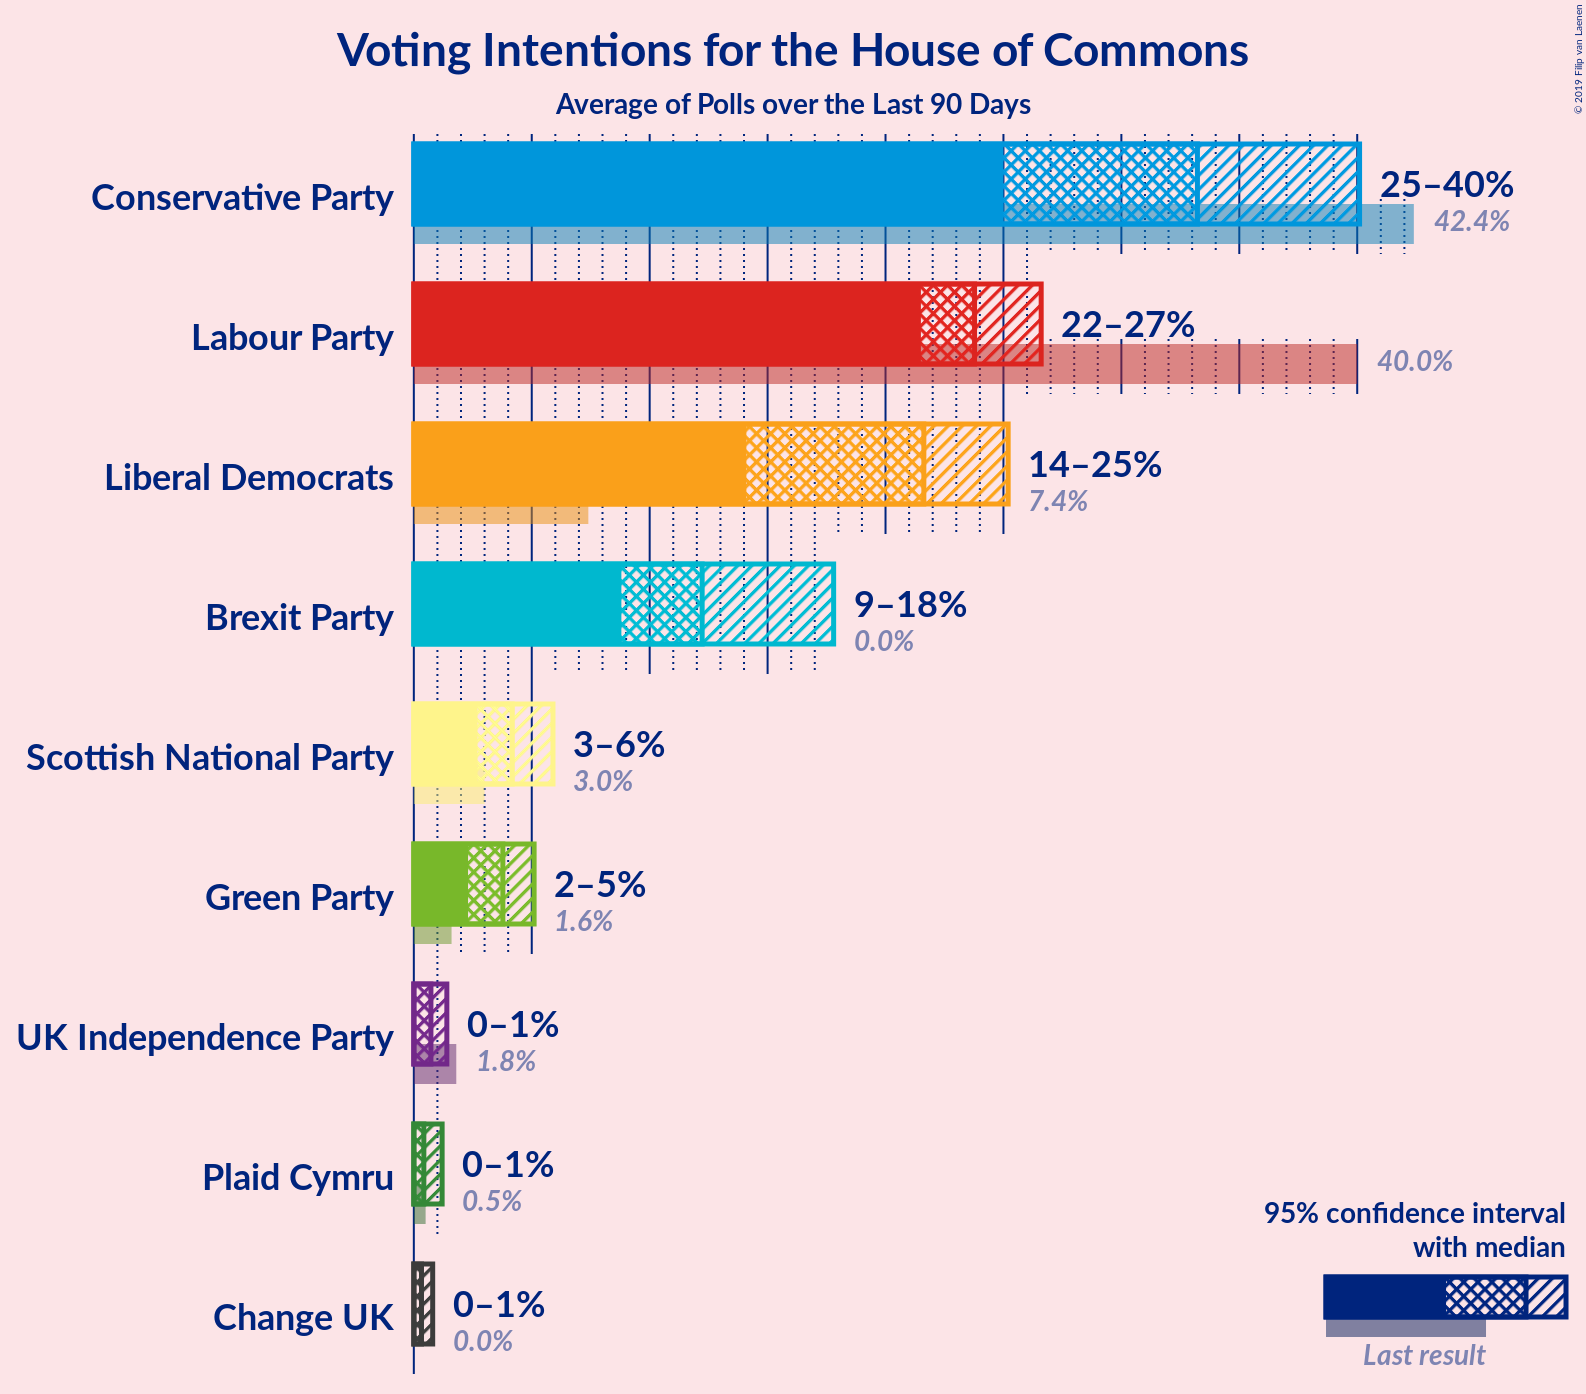 Voting Intentions for the House of Commons
Average of Polls over the Last 90 Days
© 2019 Filip van Laenen
Conservative Party
25–40%
42.4%
Labour Party
22–27%
40.0%
Liberal Democrats
14–25%
7.4%
Brexit Party
9–18%
0.0%
Scottish National Party
3–6%
3.0%
Green Party
2–5%
1.6%
UK Independence Party
0–1%
1.8%
Plaid Cymru
0–1%
0.5%
Change UK
0–1%
0.0%
95% confidence interval
with median
Last result